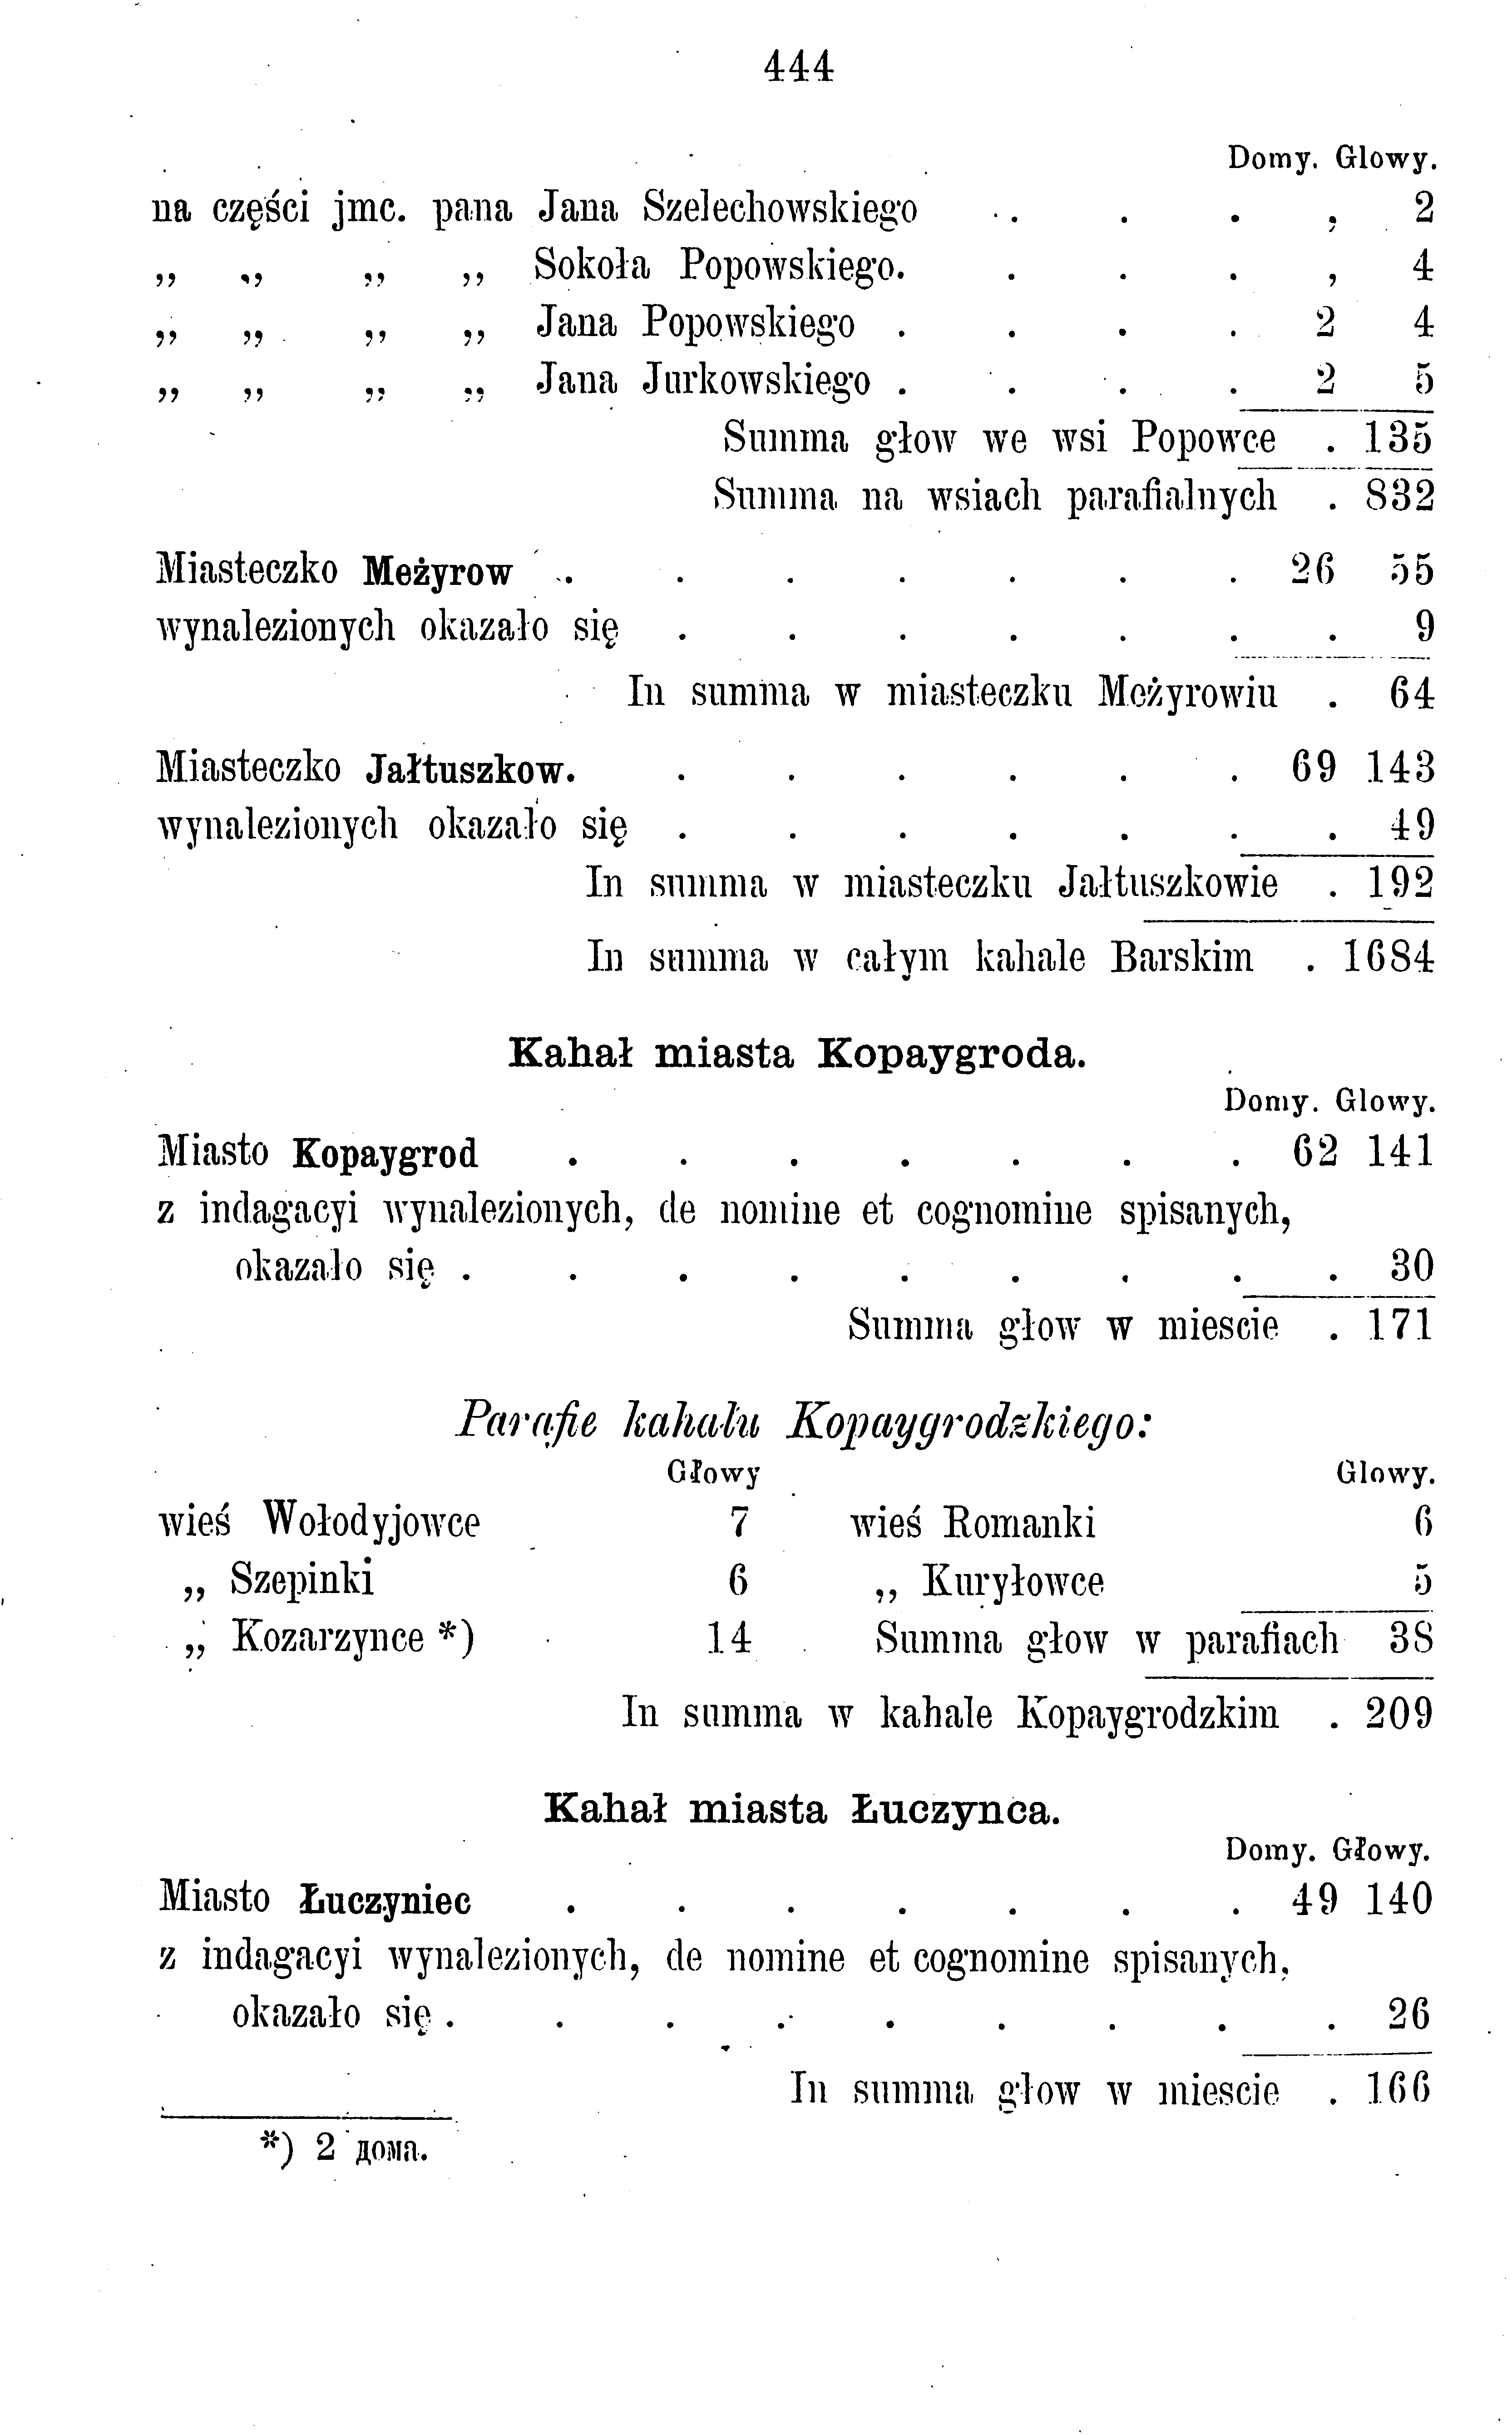 444
Domy. Glowy.
na części jmc. pana Jana Szelechowskiego . . . , 2
„ „ „ „ Sokoła Popowskiego. . . . , 4
„ „ „ „ Jana Popowskiego . . . . 2 4
„ „ „ „ Jana Jurkowskiego . . . . 2 5
Summa głow we wsi Popowce . 135
Summa na wsiach parafialnych . 832
Miasteczko Meżyrow . . . . . . . 26 55
wynalezionych okazało się . . . . . . . 9
In summa w miasteczku Meżyrowiu . 64
Miasteczko Jałtuszkow. . . . . . . 69 143
wynalezionych okazało się . . . . . . . 49
In summa w miasteczku Jałtuszkowie . 192
In summa w całym kahale Barskim . 1684
Kahał miasta Kopaygroda.
Domy. Glowy.
Miasto Kopaygrod . . . . . . . 62 141
z indagacyi wynalezionych, de nomine et cognomine spisanych,
okazało się . . . . . . . . . 30
Summa głow w miescie . 171
Parafie kahału Kopaygrodzkiego:
Głowy Glowy.
wieś Wołodyjowce 7 wieś Romanki 6
„ Szepinki 6 „ Kuryłowce 5
„ Kozarzynce *) 14 Summa głow w parafiach 38
In summa w kahale Kopaygrodzkim . 209
Kahał miasta Łuczynca.
Domy. Głowy.
Miasto Łuczyniec . . . . . . . 49 140
z indagacyi wynalezionych, de nomine et cognomine spisanych,
okazało się . . . . . . . . . 26
In summa głow w miescie . 166
*) 2 дома.